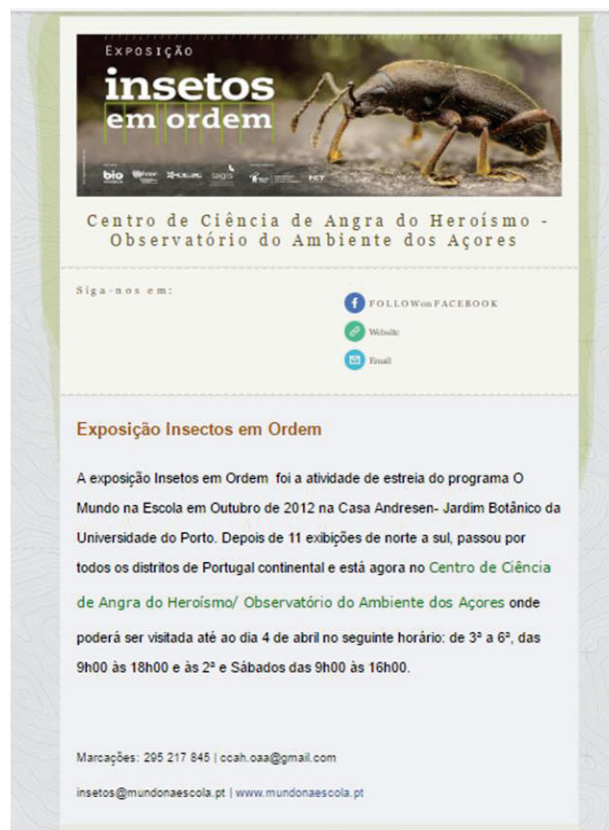 EXPOSIÇÃO
insetos
em ordem
bio lagis FCT
Centro de Ciência de Angra do Heroísmo -
Observatório do Ambiente dos Açores
Siga-nos em:
FOLLOW on FACEBOOK
Website
Email
Exposição Insectos em Ordem
A exposição Insetos em Ordem foi a atividade de estreia do programa O
Mundo na Escola em Outubro de 2012 na Casa Andresen- Jardim Botânico da
Universidade do Porto. Depois de 11 exibições de norte a sul, passou por
todos os distritos de Portugal continental e está agora no Centro de Ciência
de Angra do Heroísmo/ Observatório do Ambiente dos Açores onde
poderá ser visitada até ao dia 4 de abril no seguinte horário: de 3ª a 6ª, das
9h00 às 18h00 e às 2ª e Sábados das 9h00 às 16h00.
Marcações: 295 217 845 | ccah.oaa@gmail.com
insetos@mundonaescola.pt | www.mundonaescola.pt